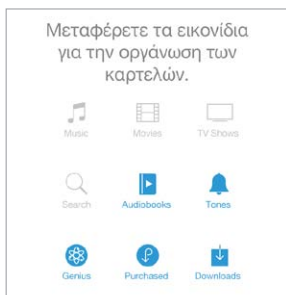 Μεταφέρετε τα εικονίδια
για την οργάνωση των
καρτελών.
Music Movies TV Shows
Search Audiobooks Tones
Genius Purchased Downloads